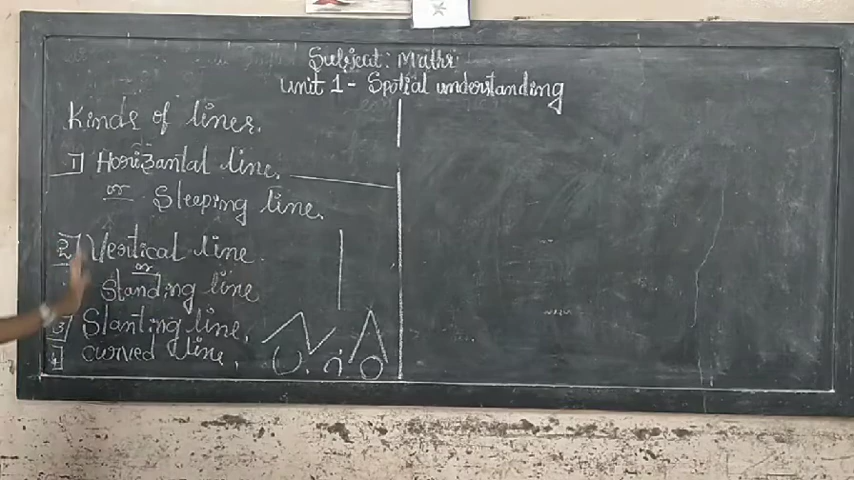 Subject: Maths
Unit 1 - Spatial understanding
Kinds of lines.
1] Horizantal line.
or Sleeping line.
2] Vertical line.
or
Standing line
3] Slanting line,
4] curved line,